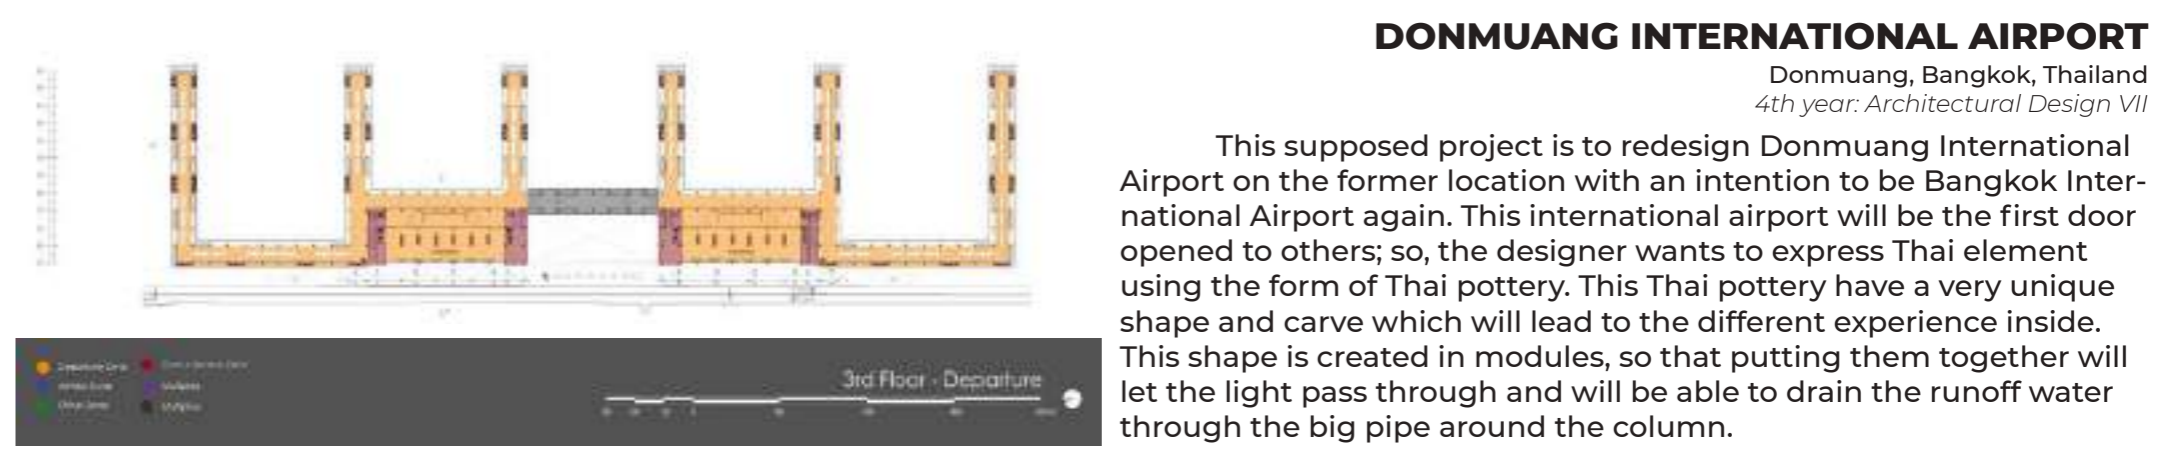 DONMUANG INTERNATIONAL AIRPORT
Donmuang, Bangkok, Thailand
4th year: Architectural Design VII
This supposed project is to redesign Donmuang International
Airport on the former location with an intention to be Bangkok Inter-
national Airport again. This international airport will be the first door
opened to others; so, the designer wants to express Thai element
using the form of Thai pottery. This Thai pottery have a very unique
shape and carve which will lead to the different experience inside.
This shape is created in modules, so that putting them together will
let the light pass through and will be able to drain the runoff water
through the big pipe around the column.
Departure Zone
3rd Floor - Departure